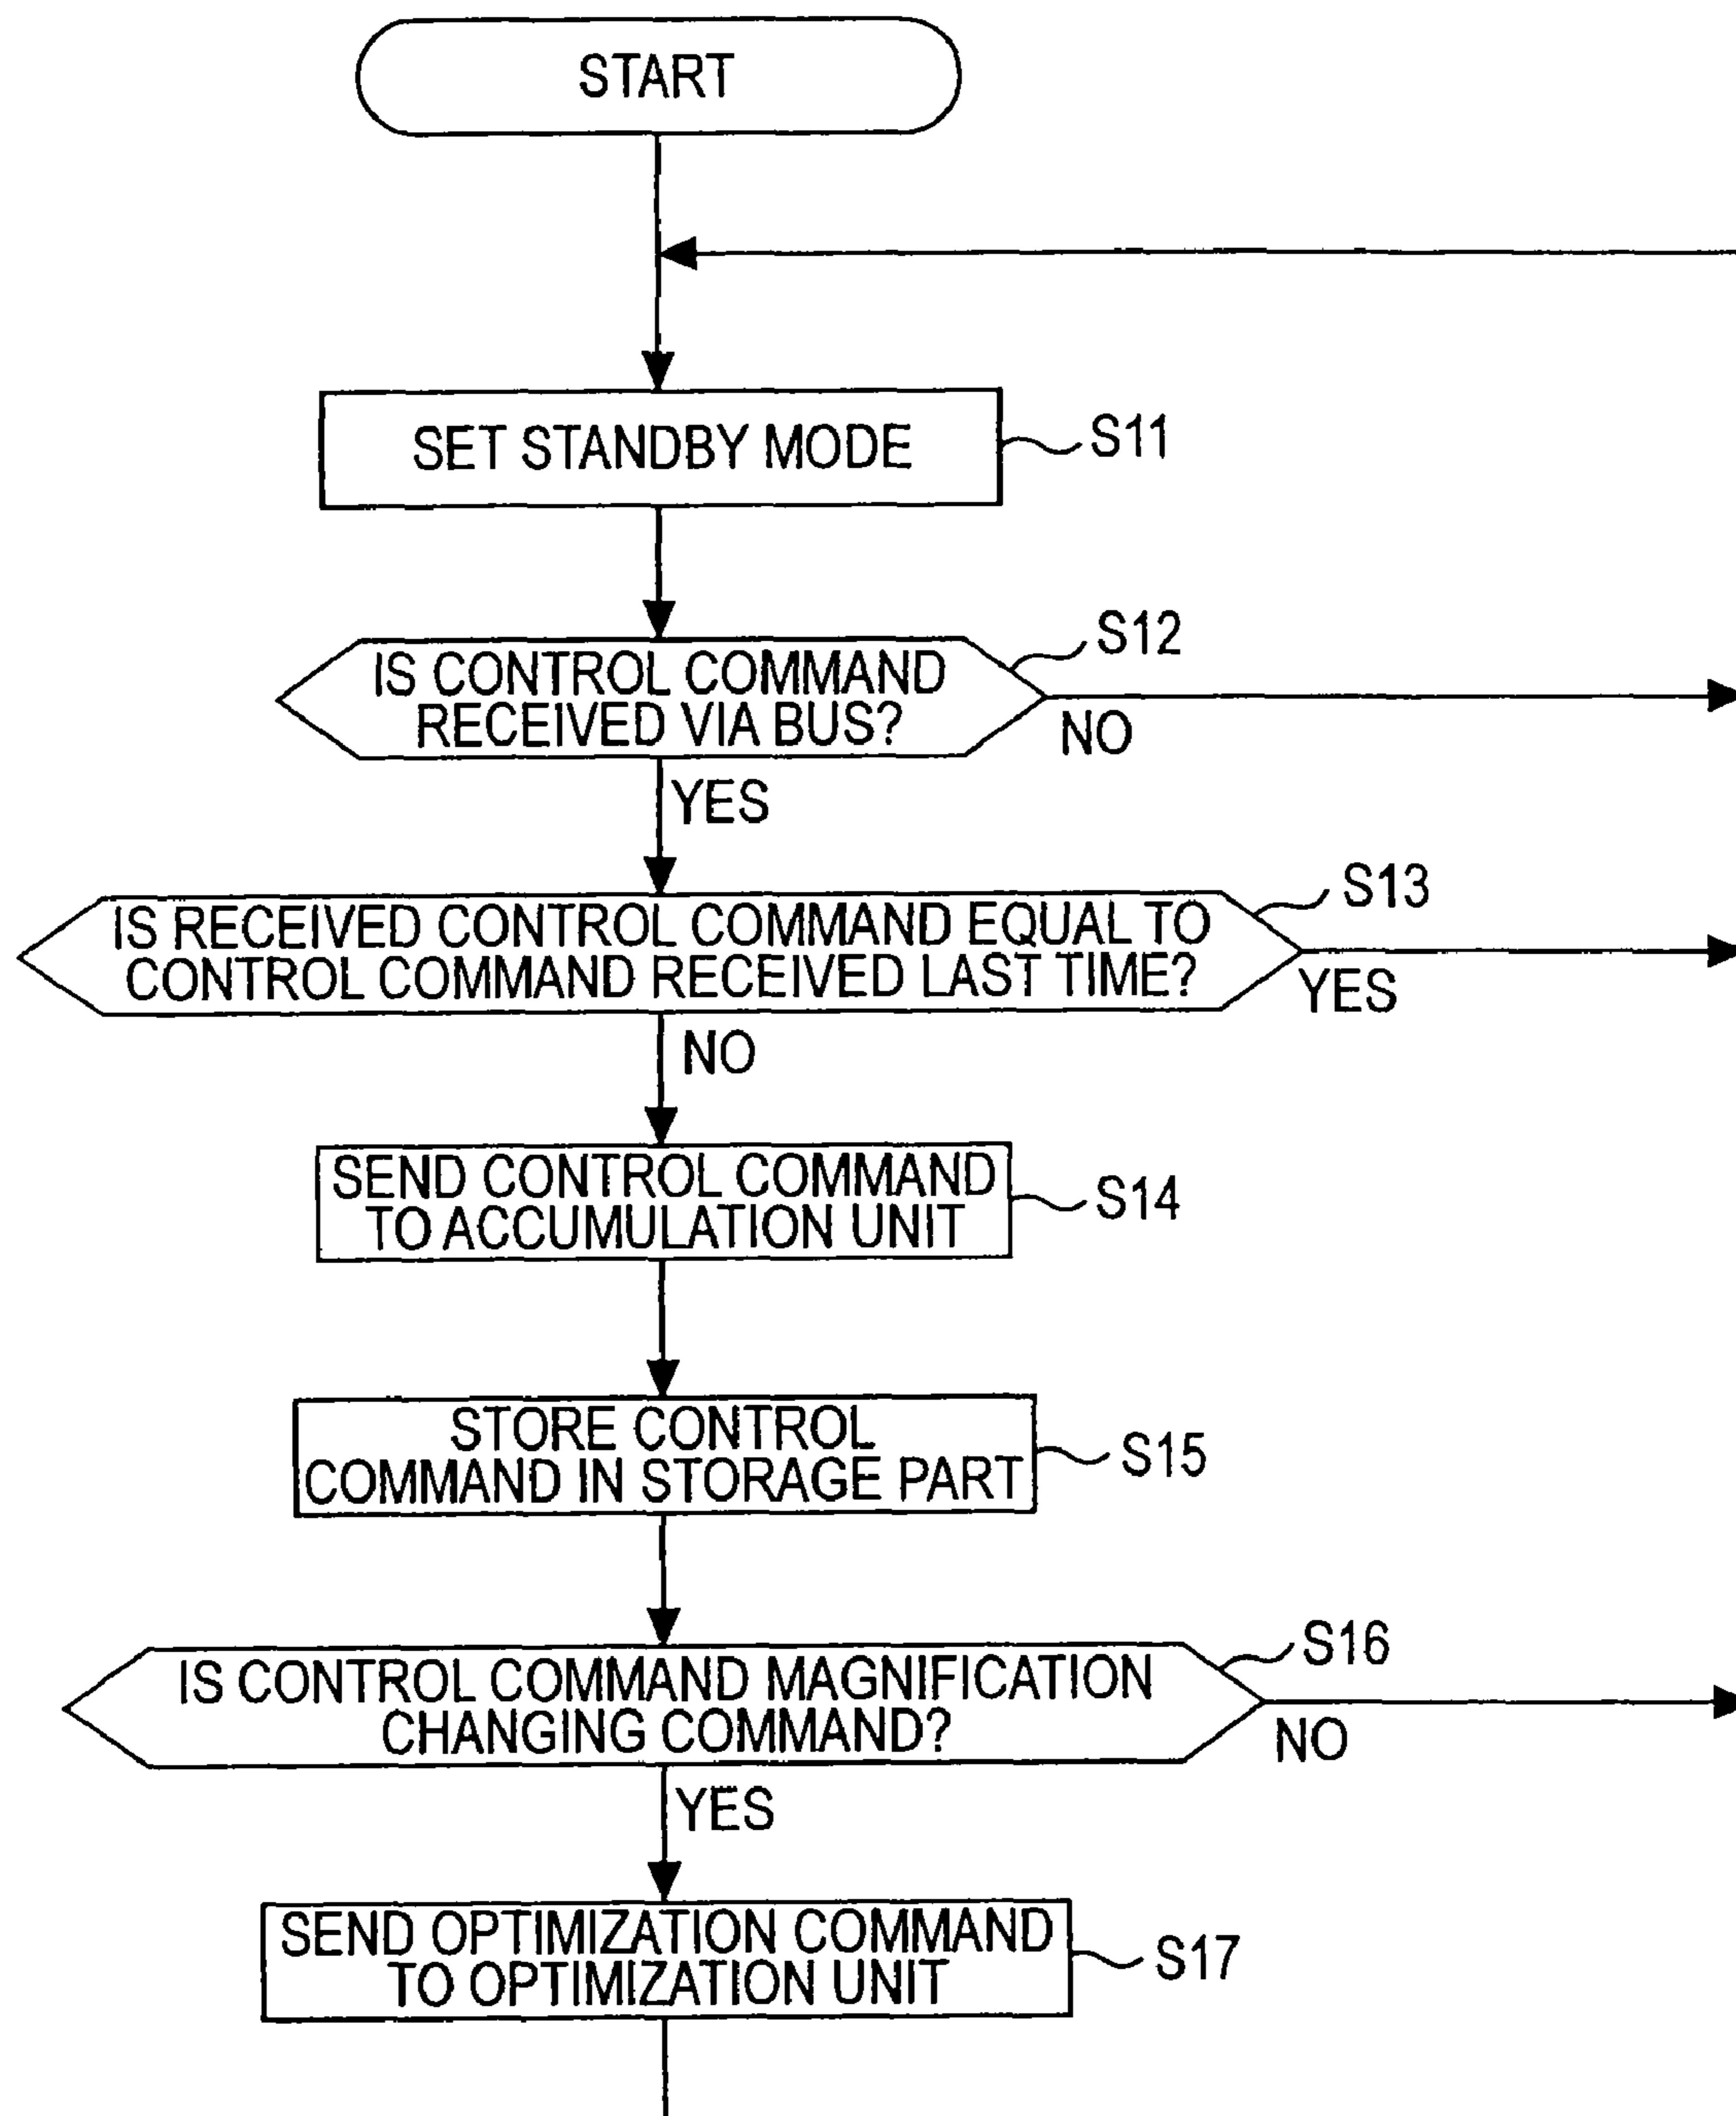 START
SET STANDBY MODE
S11
IS CONTROL COMMAND
RECEIVED VIA BUS?
S12
NO
YES
IS RECEIVED CONTROL COMMAND EQUAL TO
CONTROL COMMAND RECEIVED LAST TIME?
S13
YES
NO
SEND CONTROL COMMAND
TO ACCUMULATION UNIT
S14
STORE CONTROL
COMMAND IN STORAGE PART
S15
IS CONTROL COMMAND MAGNIFICATION
CHANGING COMMAND?
S16
NO
YES
SEND OPTIMIZATION COMMAND
TO OPTIMIZATION UNIT
S17